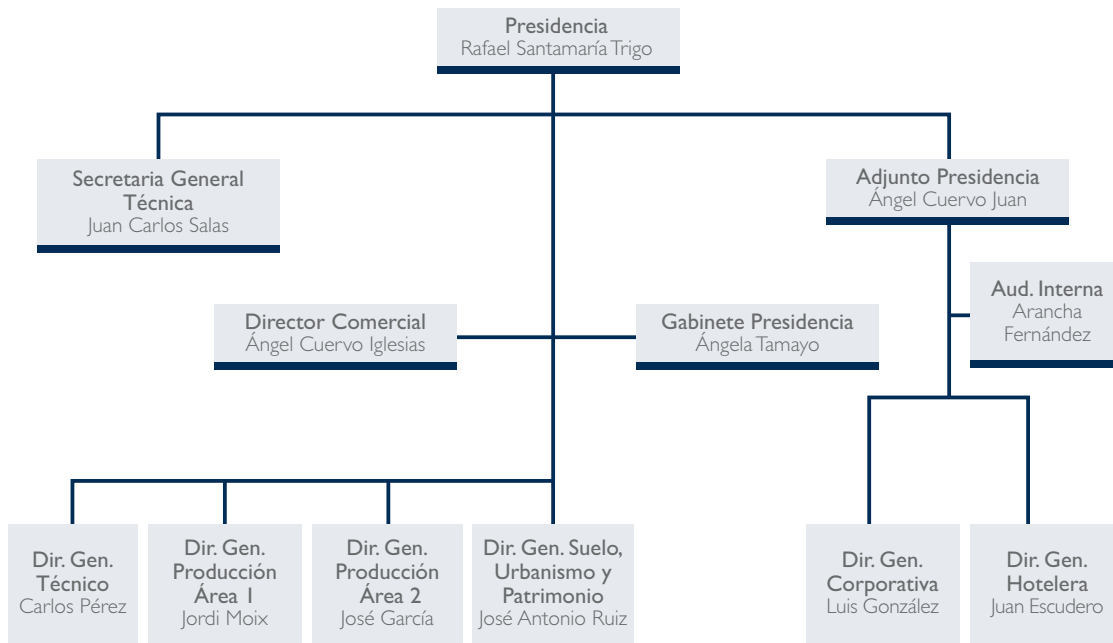 Presidencia
Rafael Santamaría Trigo
Secretaria General
Técnica
Juan Carlos Salas
Adjunto Presidencia
Ángel Cuervo Juan
Aud. Interna
Arancha
Fernández
Director Comercial
Ángel Cuervo Iglesias
Gabinete Presidencia
Ángela Tamayo
Dir. Gen.
Técnico
Carlos Pérez
Dir. Gen.
Producción
Área 1
Jordi Moix
Dir. Gen.
Producción
Área 2
José García
Dir. Gen. Suelo,
Urbanismo y
Patrimonio
José Antonio Ruiz
Dir. Gen.
Corporativa
Luis González
Dir. Gen.
Hotelera
Juan Escudero